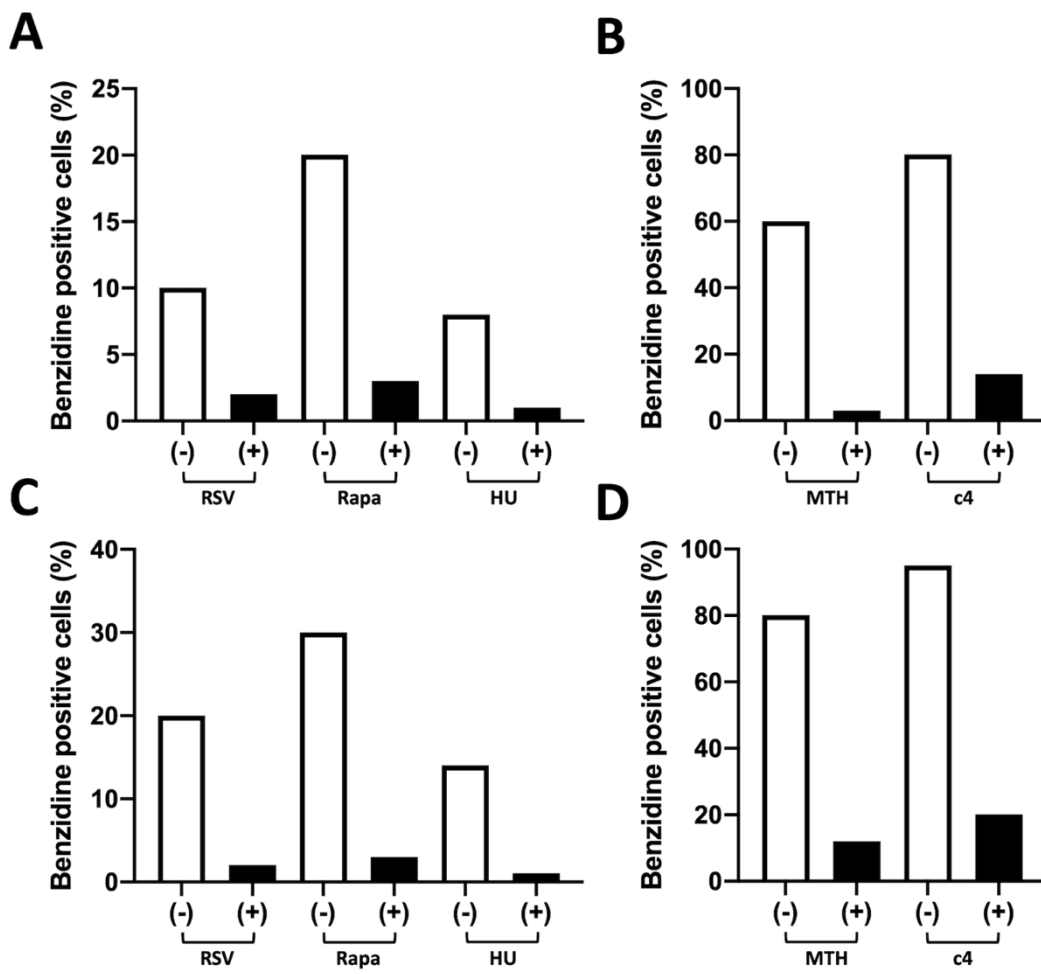 A
Benzidine positive cells (%)
25
20
15
10
5
0
(-) (+) (-) (+) (-) (+)
RSV Rapa HU
B
Benzidine positive cells (%)
100
80
60
40
20
0
(-) (+) (-) (+)
MTH c4
C
Benzidine positive cells (%)
40
30
20
10
0
(-) (+) (-) (+) (-) (+)
RSV Rapa HU
D
Benzidine positive cells (%)
100
80
60
40
20
0
(-) (+) (-) (+)
MTH c4